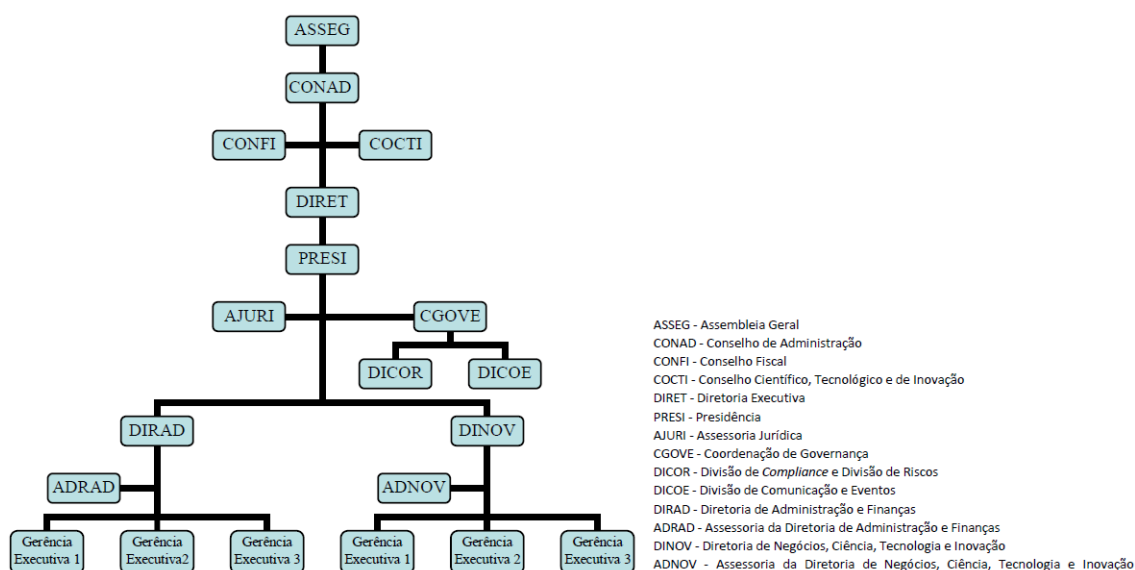 ASSEG
CONAD
CONFI
COCTI
DIRET
PRESI
AJURI
CGOVE
DICOR
DICOE
DIRAD
DINOV
ADRAD
ADNOV
Gerência
Executiva 1
Gerência
Executiva2
Gerência
Executiva 3
Gerência
Executiva 1
Gerência
Executiva 2
Gerência
Executiva 3
ASSEG - Assembleia Geral
CONAD - Conselho de Administração
CONFI - Conselho Fiscal
COCTI - Conselho Científico, Tecnológico e de Inovação
DIRET - Diretoria Executiva
PRESI - Presidência
AJURI - Assessoria Jurídica
CGOVE - Coordenação de Governança
DICOR - Divisão de Compliance e Divisão de Riscos
DICOE - Divisão de Comunicação e Eventos
DIRAD - Diretoria de Administração e Finanças
ADRAD - Assessoria da Diretoria de Administração e Finanças
DINOV - Diretoria de Negócios, Ciência, Tecnologia e Inovação
ADNOV - Assessoria da Diretoria de Negócios, Ciência, Tecnologia e Inovação